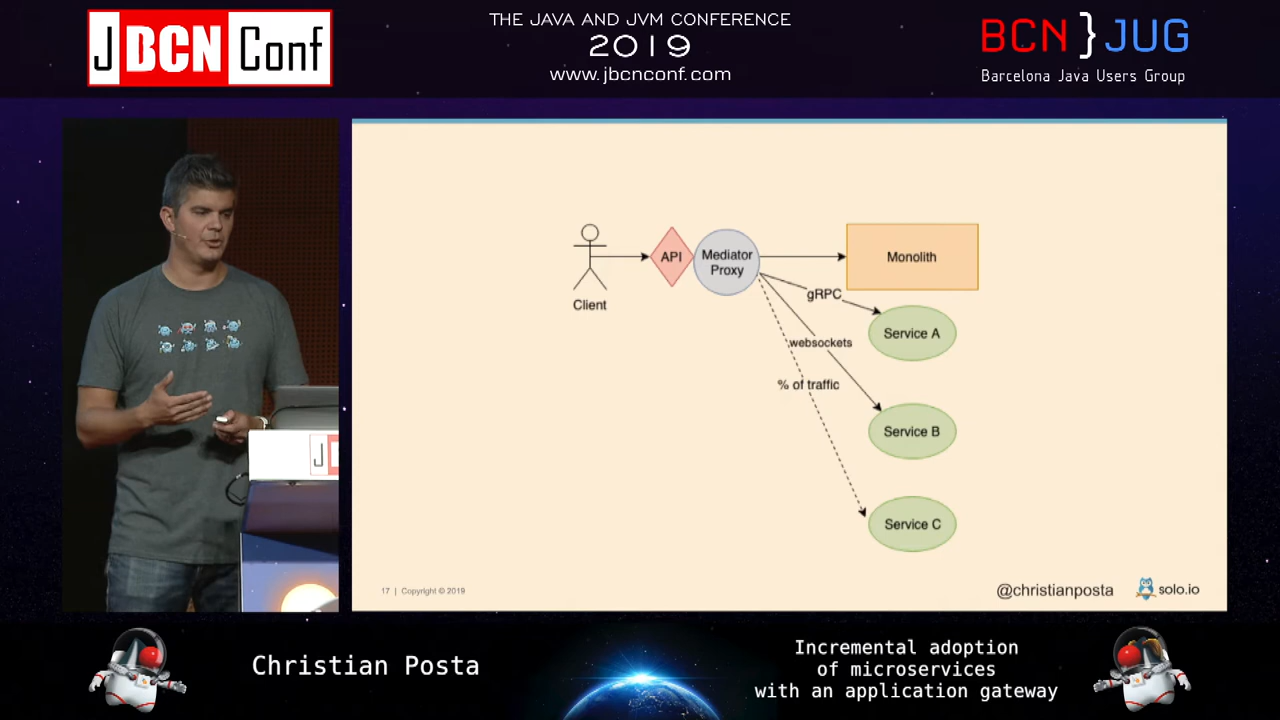 J BCN Conf
THE JAVA AND JVM CONFERENCE
2019
www.jbcnconf.com
BCN}JUG
Barcelona Java Users Group
API
Mediator
Proxy
Monolith
Client
gRPC
Service A
websockets
% of traffic
Service B
Service C
17 | Copyright © 2019
@christianposta
solo.io
J
Christian Posta
Incremental adoption
of microservices
with an application gateway